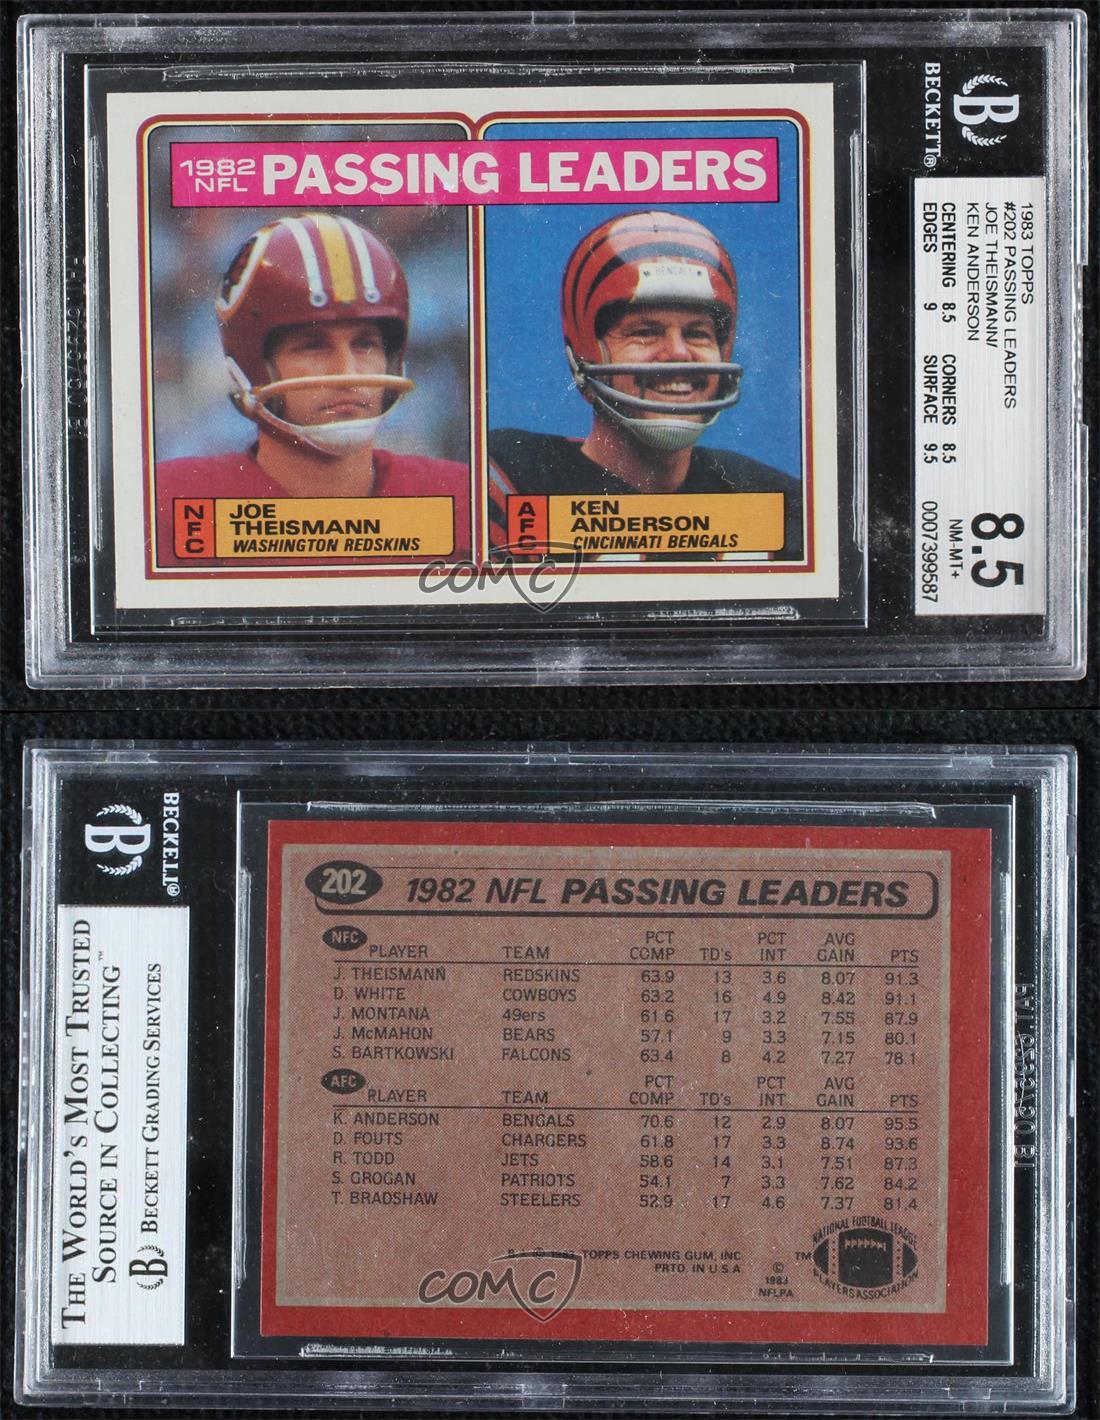 1982
NFL
PASSING LEADERS
BENGALS
NFC
JOE
THEISMANN
WASHINGTON REDSKINS
AFC
KEN
ANDERSON
CINCINNATI BENGALS
COMC
BECKETT®
B
1983 TOPPS
#202 PASSING LEADERS
JOE THEISMANN/
KEN ANDERSON
CENTERING 8.5 CORNERS 8.5
EDGES 9 SURFACE 9.5
8.5
NM-MT+
0007399587
BECKETT®
B
THE WORLD'S MOST TRUSTED
SOURCE IN COLLECTING™
B BECKETT GRADING SERVICES
202 1982 NFL PASSING LEADERS
NFC PLAYER TEAM PCT COMP TD's PCT INT AVG GAIN PTS
J. THEISMANN REDSKINS 63.9 13 3.6 8.07 91.3
D. WHITE COWBOYS 63.2 16 4.9 8.42 91.1
J. MONTANA 49ers 61.6 17 3.2 7.55 87.9
J. McMAHON BEARS 57.1 9 3.3 7.15 80.1
S. BARTKOWSKI FALCONS 63.4 8 4.2 7.27 78.1
AFC PLAYER TEAM PCT COMP TD's PCT INT. AVG GAIN PTS
K. ANDERSON BENGALS 70.6 12 2.9 8.07 95.5
D. FOUTS CHARGERS 61.8 17 3.3 8.74 93.6
R. TODD JETS 58.6 14 3.1 7.51 87.3
S. GROGAN PATRIOTS 54.1 7 3.3 7.62 84.2
T. BRADSHAW STEELERS 52.9 17 4.6 7.37 81.4
© 1983 TOPPS CHEWING GUM, INC.
PRTD. IN U.S.A.
™
NATIONAL FOOTBALL LEAGUE
PLAYERS ASSOCIATION
©
1983
NFLPA
COMC